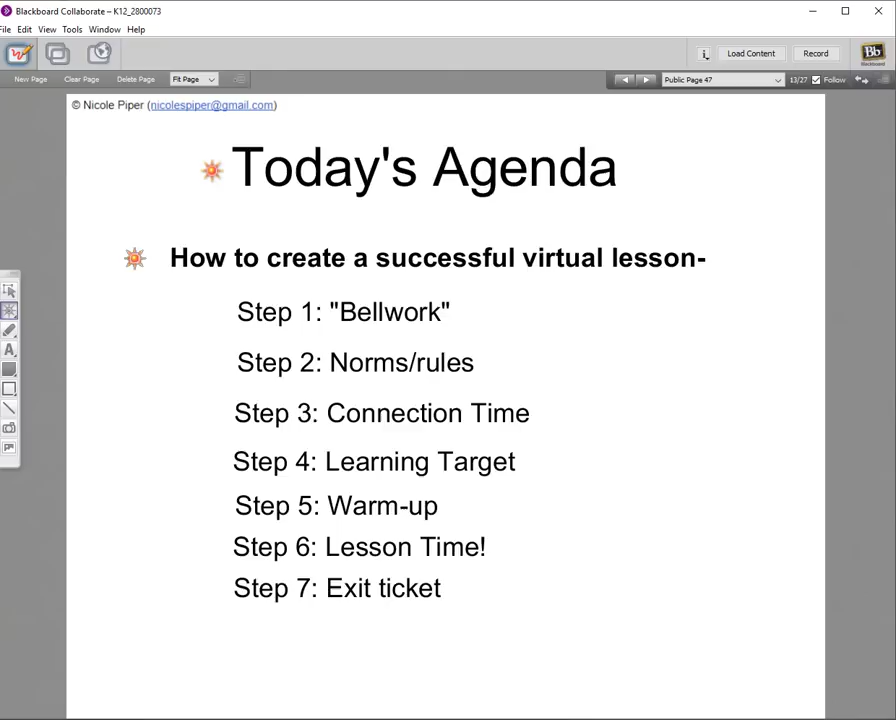 Blackboard Collaborate – K12_2800073
File Edit View Tools Window Help
Load Content Record Bb
Blackboard
New Page Clear Page Delete Page Fit Page Public Page 47 13/27 Follow
© Nicole Piper (nicolespiper@gmail.com)
Today's Agenda
How to create a successful virtual lesson-
Step 1: "Bellwork"
Step 2: Norms/rules
Step 3: Connection Time
Step 4: Learning Target
Step 5: Warm-up
Step 6: Lesson Time!
Step 7: Exit ticket